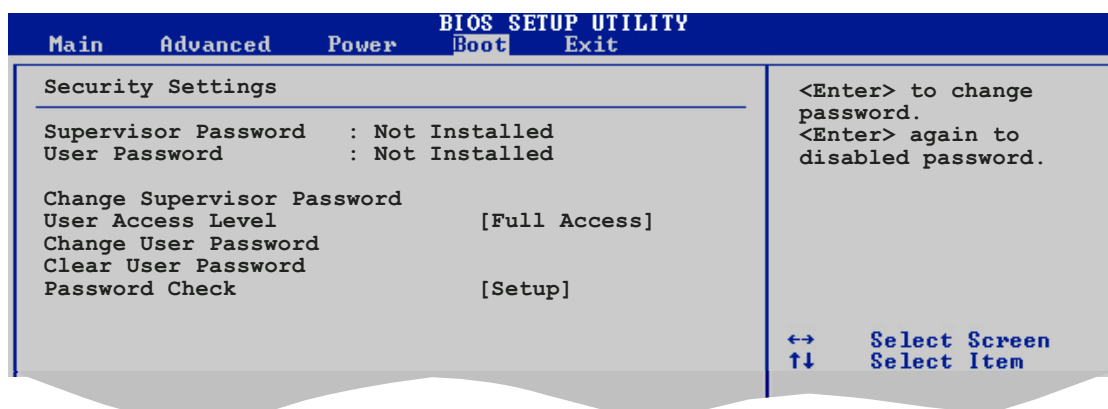 BIOS SETUP UTILITY
Main Advanced Power Boot Exit
Security Settings
Supervisor Password : Not Installed
User Password : Not Installed
Change Supervisor Password
User Access Level [Full Access]
Change User Password
Clear User Password
Password Check [Setup]
<Enter> to change
password.
<Enter> again to
disabled password.
←→ Select Screen
↑↓ Select Item